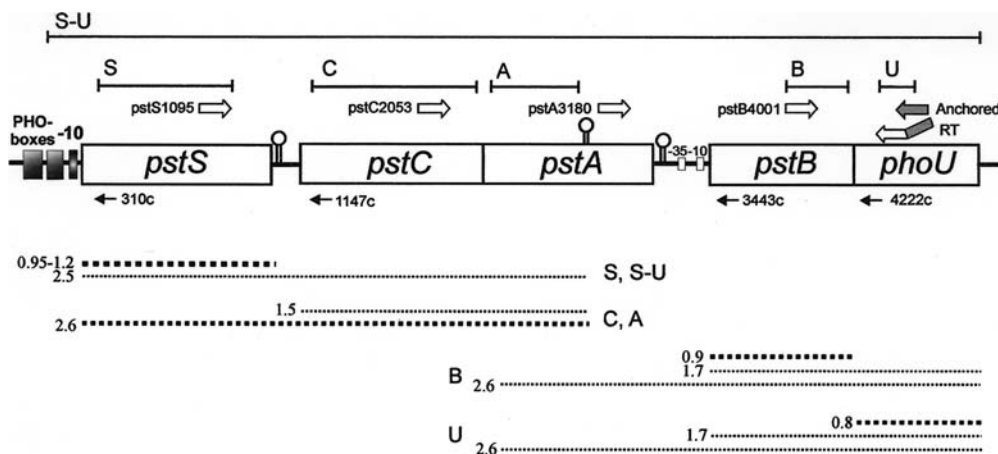 S-U
S C A B U
pstS1095 pstC2053 pstA3180 pstB4001 Anchored
RT
PHO-
boxes -10 -35 -10
pstS pstC pstA pstB phoU
310c 1147c 3443c 4222c
0.95-1.2
2.5 S, S-U
1.5
2.6 C, A
0.9
1.7
B 2.6
0.8
1.7
U 2.6